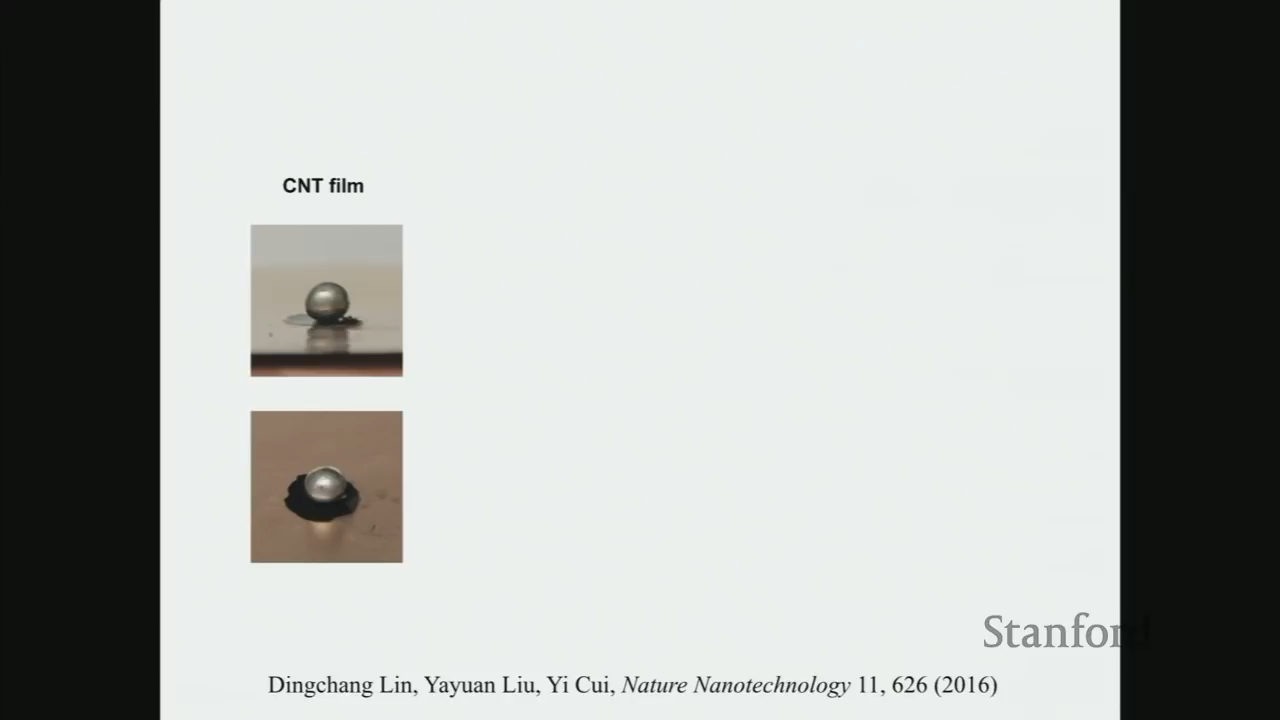 CNT film
Stanford
Dingchang Lin, Yayuan Liu, Yi Cui, Nature Nanotechnology 11, 626 (2016)